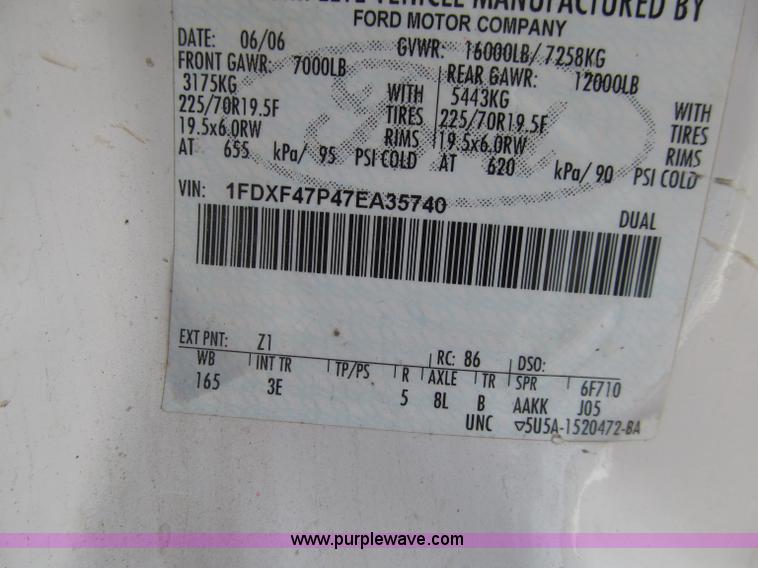 VEHICLE MANUFACTURED BY
FORD MOTOR COMPANY
DATE: 06/06 GVWR: 16000LB/ 7258KG
FRONT GAWR: 7000LB REAR GAWR: 12000LB
3175KG WITH 5443KG WITH
225/70R19.5F TIRES 225/70R19.5F TIRES
19.5x6.0RW RIMS 19.5x6.0RW RIMS
AT 655 kPa/ 95 PSI COLD AT 620 kPa/ 90 PSI COLD
VIN: 1FDXF47P47EA35740
DUAL
EXT PNT: Z1 RC: 86 DSO:
WB INT TR TP/PS R AXLE TR SPR 6F710
165 3E 5 8L B AAKK J05
UNC ▽5U5A-1520472-BA
www.purplewave.com